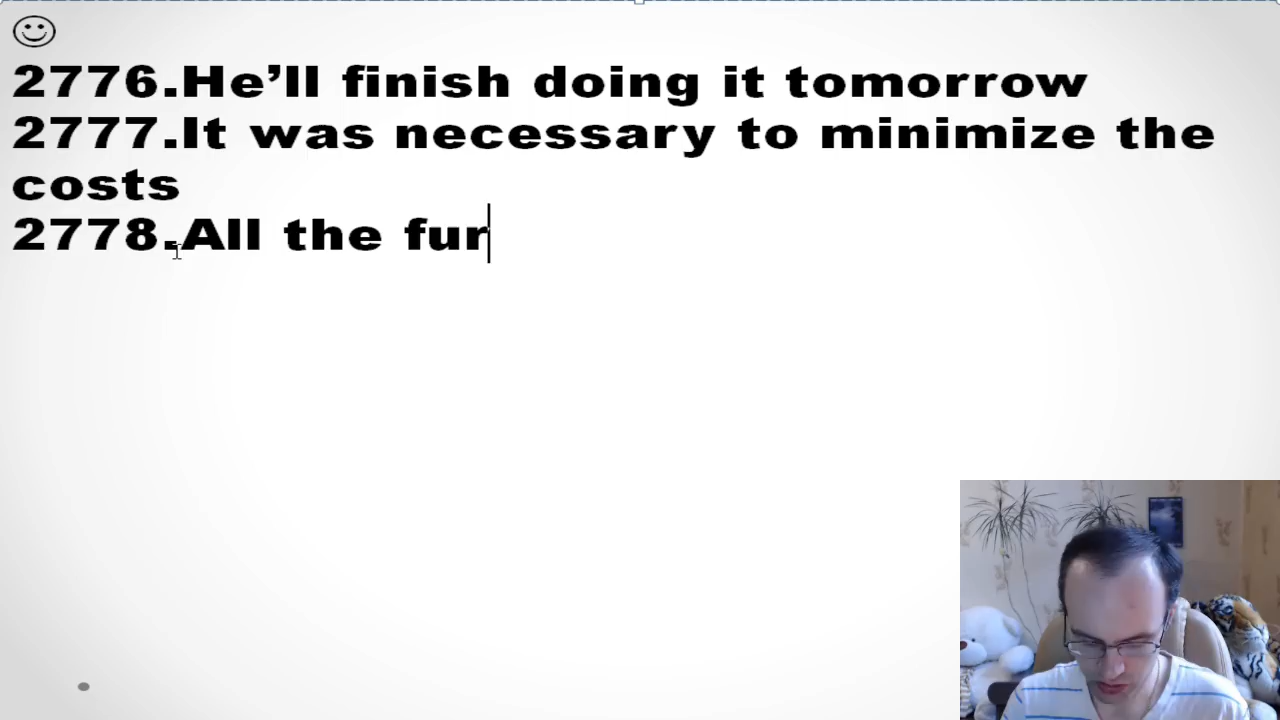 2776.He’ll finish doing it tomorrow
2777.It was necessary to minimize the
costs
2778.All the fur